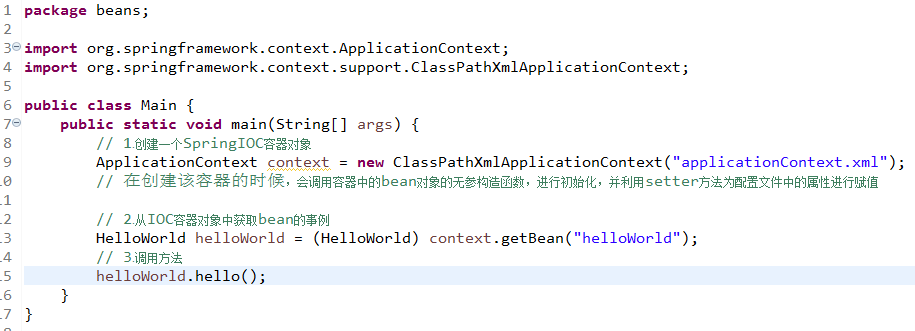 1 package beans;
2
3 import org.springframework.context.ApplicationContext;
4 import org.springframework.context.support.ClassPathXmlApplicationContext;
5
6 public class Main {
7     public static void main(String[] args) {
8         // 1.创建一个SpringIOC容器对象
9         ApplicationContext context = new ClassPathXmlApplicationContext("applicationContext.xml");
10         // 在创建该容器的时候，会调用容器中的bean对象的无参构造函数，进行初始化，并利用setter方法为配置文件中的属性进行赋值
11
12         // 2.从IOC容器对象中获取bean的事例
13         HelloWorld helloWorld = (HelloWorld) context.getBean("helloWorld");
14         // 3.调用方法
15         helloWorld.hello();
16     }
17 }